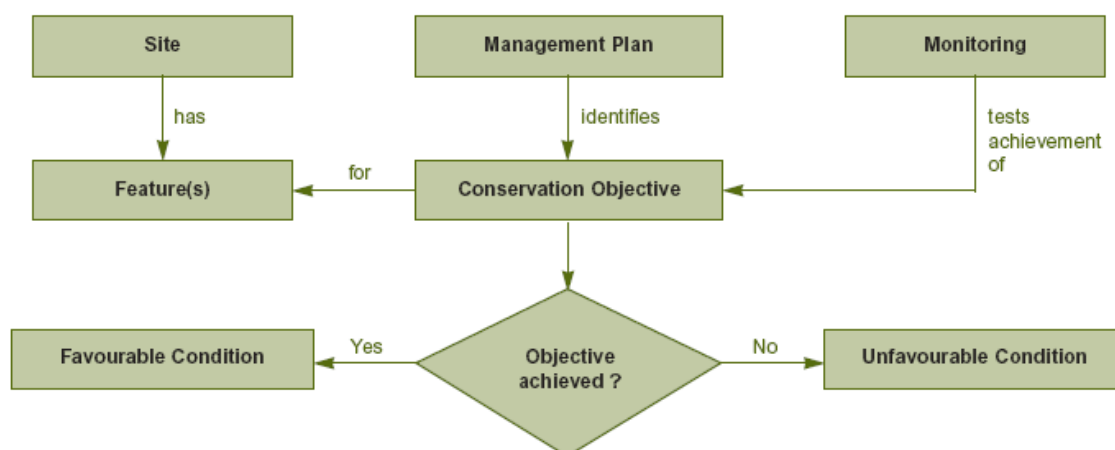 Site
Management Plan
Monitoring
has
identifies
tests
achievement
of
Feature(s)
for
Conservation Objective
Favourable Condition
Yes
Objective
achieved ?
No
Unfavourable Condition